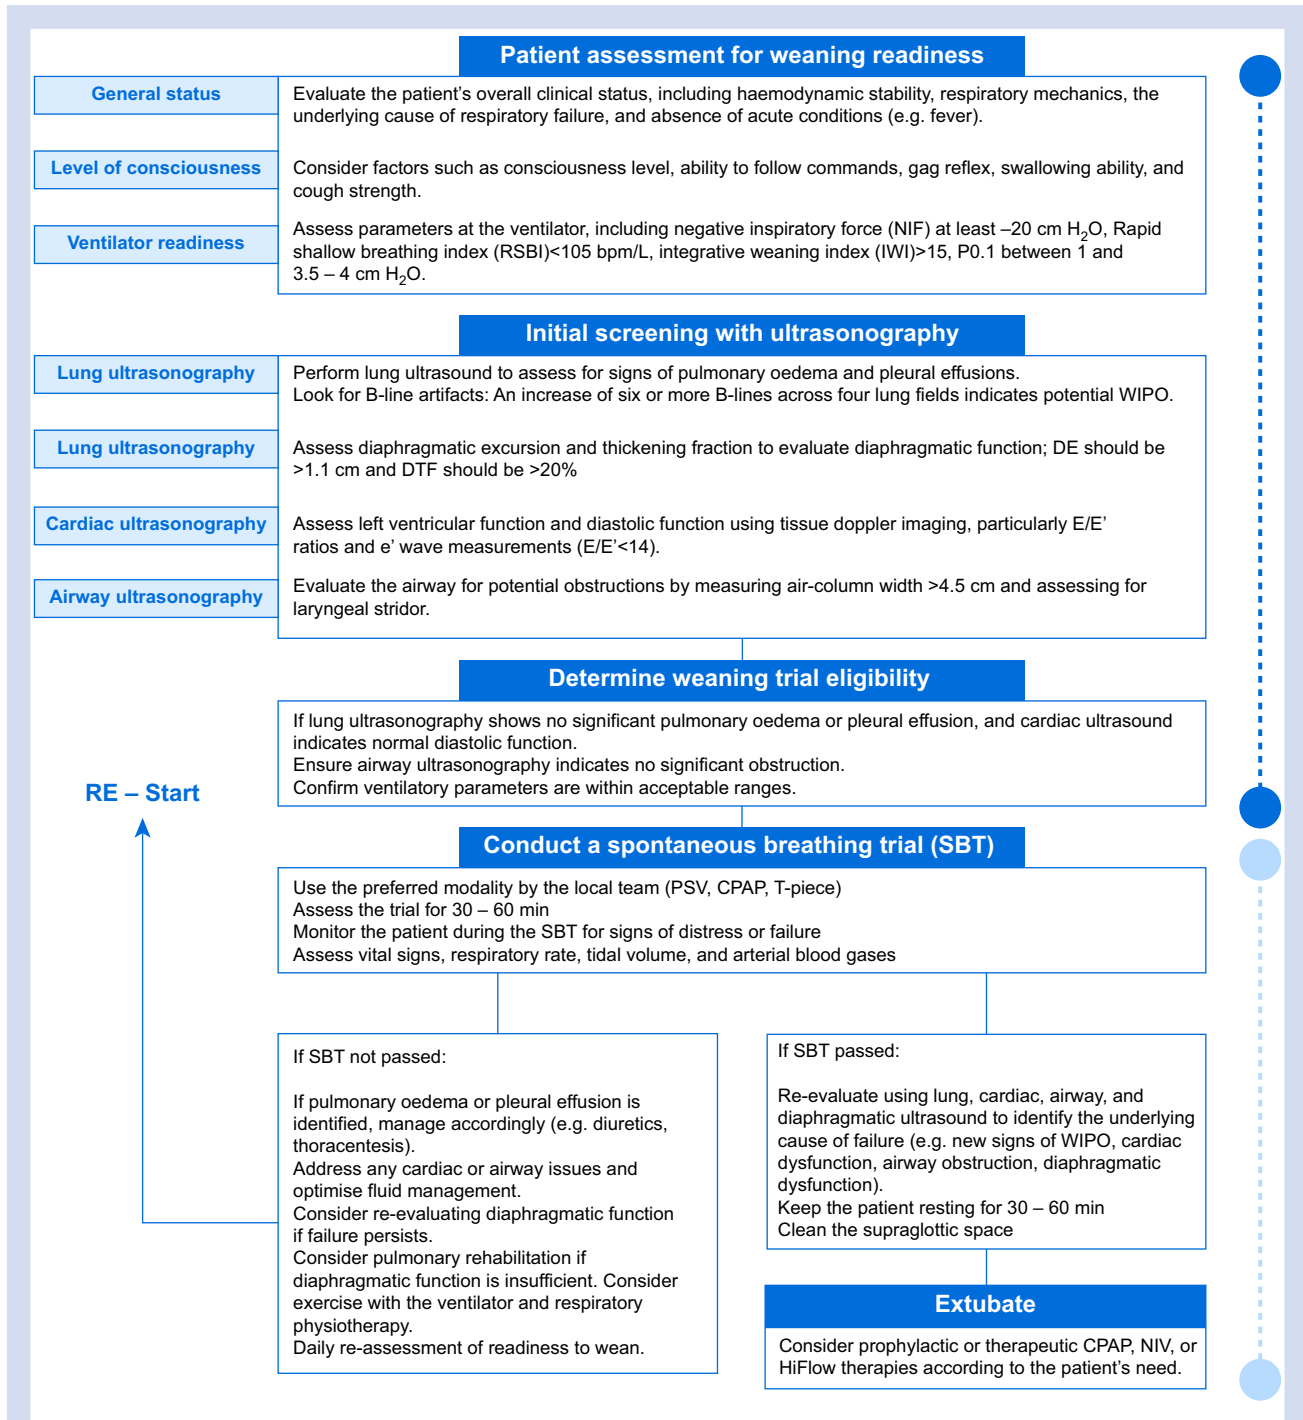 Patient assessment for weaning readiness
General status
Evaluate the patient's overall clinical status, including haemodynamic stability, respiratory mechanics, the
underlying cause of respiratory failure, and absence of acute conditions (e.g. fever).
Level of consciousness
Consider factors such as consciousness level, ability to follow commands, gag reflex, swallowing ability, and
cough strength.
Ventilator readiness
Assess parameters at the ventilator, including negative inspiratory force (NIF) at least –20 cm H₂O, Rapid
shallow breathing index (RSBI)<105 bpm/L, integrative weaning index (IWI)>15, P0.1 between 1 and
3.5 – 4 cm H₂O.
Initial screening with ultrasonography
Lung ultrasonography
Perform lung ultrasound to assess for signs of pulmonary oedema and pleural effusions.
Look for B-line artifacts: An increase of six or more B-lines across four lung fields indicates potential WIPO.
Lung ultrasonography
Assess diaphragmatic excursion and thickening fraction to evaluate diaphragmatic function; DE should be
>1.1 cm and DTF should be >20%
Cardiac ultrasonography
Assess left ventricular function and diastolic function using tissue doppler imaging, particularly E/E'
ratios and e' wave measurements (E/E'<14).
Airway ultrasonography
Evaluate the airway for potential obstructions by measuring air-column width >4.5 cm and assessing for
laryngeal stridor.
Determine weaning trial eligibility
If lung ultrasonography shows no significant pulmonary oedema or pleural effusion, and cardiac ultrasound
indicates normal diastolic function.
Ensure airway ultrasonography indicates no significant obstruction.
Confirm ventilatory parameters are within acceptable ranges.
RE – Start
Conduct a spontaneous breathing trial (SBT)
Use the preferred modality by the local team (PSV, CPAP, T-piece)
Assess the trial for 30 – 60 min
Monitor the patient during the SBT for signs of distress or failure
Assess vital signs, respiratory rate, tidal volume, and arterial blood gases
If SBT not passed:
If pulmonary oedema or pleural effusion is
identified, manage accordingly (e.g. diuretics,
thoracentesis).
Address any cardiac or airway issues and
optimise fluid management.
Consider re-evaluating diaphragmatic function
if failure persists.
Consider pulmonary rehabilitation if
diaphragmatic function is insufficient. Consider
exercise with the ventilator and respiratory
physiotherapy.
Daily re-assessment of readiness to wean.
If SBT passed:
Re-evaluate using lung, cardiac, airway, and
diaphragmatic ultrasound to identify the underlying
cause of failure (e.g. new signs of WIPO, cardiac
dysfunction, airway obstruction, diaphragmatic
dysfunction).
Keep the patient resting for 30 – 60 min
Clean the supraglottic space
Extubate
Consider prophylactic or therapeutic CPAP, NIV, or
HiFlow therapies according to the patient's need.